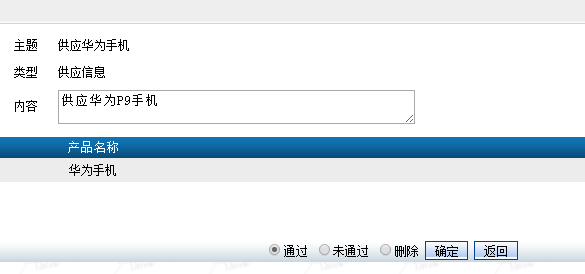 主题 供应华为手机
类型 供应信息
内容 供应华为P9手机
产品名称
华为手机
通过 未通过 删除 确定 返回